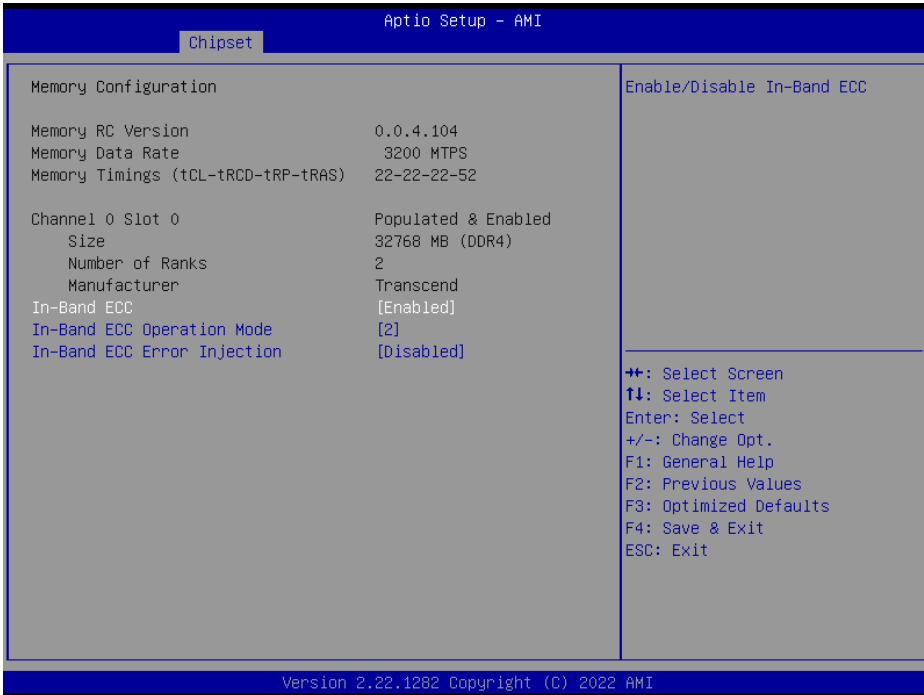 Aptio Setup - AMI
Chipset
Memory Configuration
Memory RC Version 0.0.4.104
Memory Data Rate 3200 MTPS
Memory Timings (tCL-tRCD-tRP-tRAS) 22-22-22-52
Channel 0 Slot 0 Populated & Enabled
Size 32768 MB (DDR4)
Number of Ranks 2
Manufacturer Transcend
In-Band ECC [Enabled]
In-Band ECC Operation Mode [2]
In-Band ECC Error Injection [Disabled]
Enable/Disable In-Band ECC
→←: Select Screen
↑↓: Select Item
Enter: Select
+/-: Change Opt.
F1: General Help
F2: Previous Values
F3: Optimized Defaults
F4: Save & Exit
ESC: Exit
Version 2.22.1282 Copyright (C) 2022 AMI